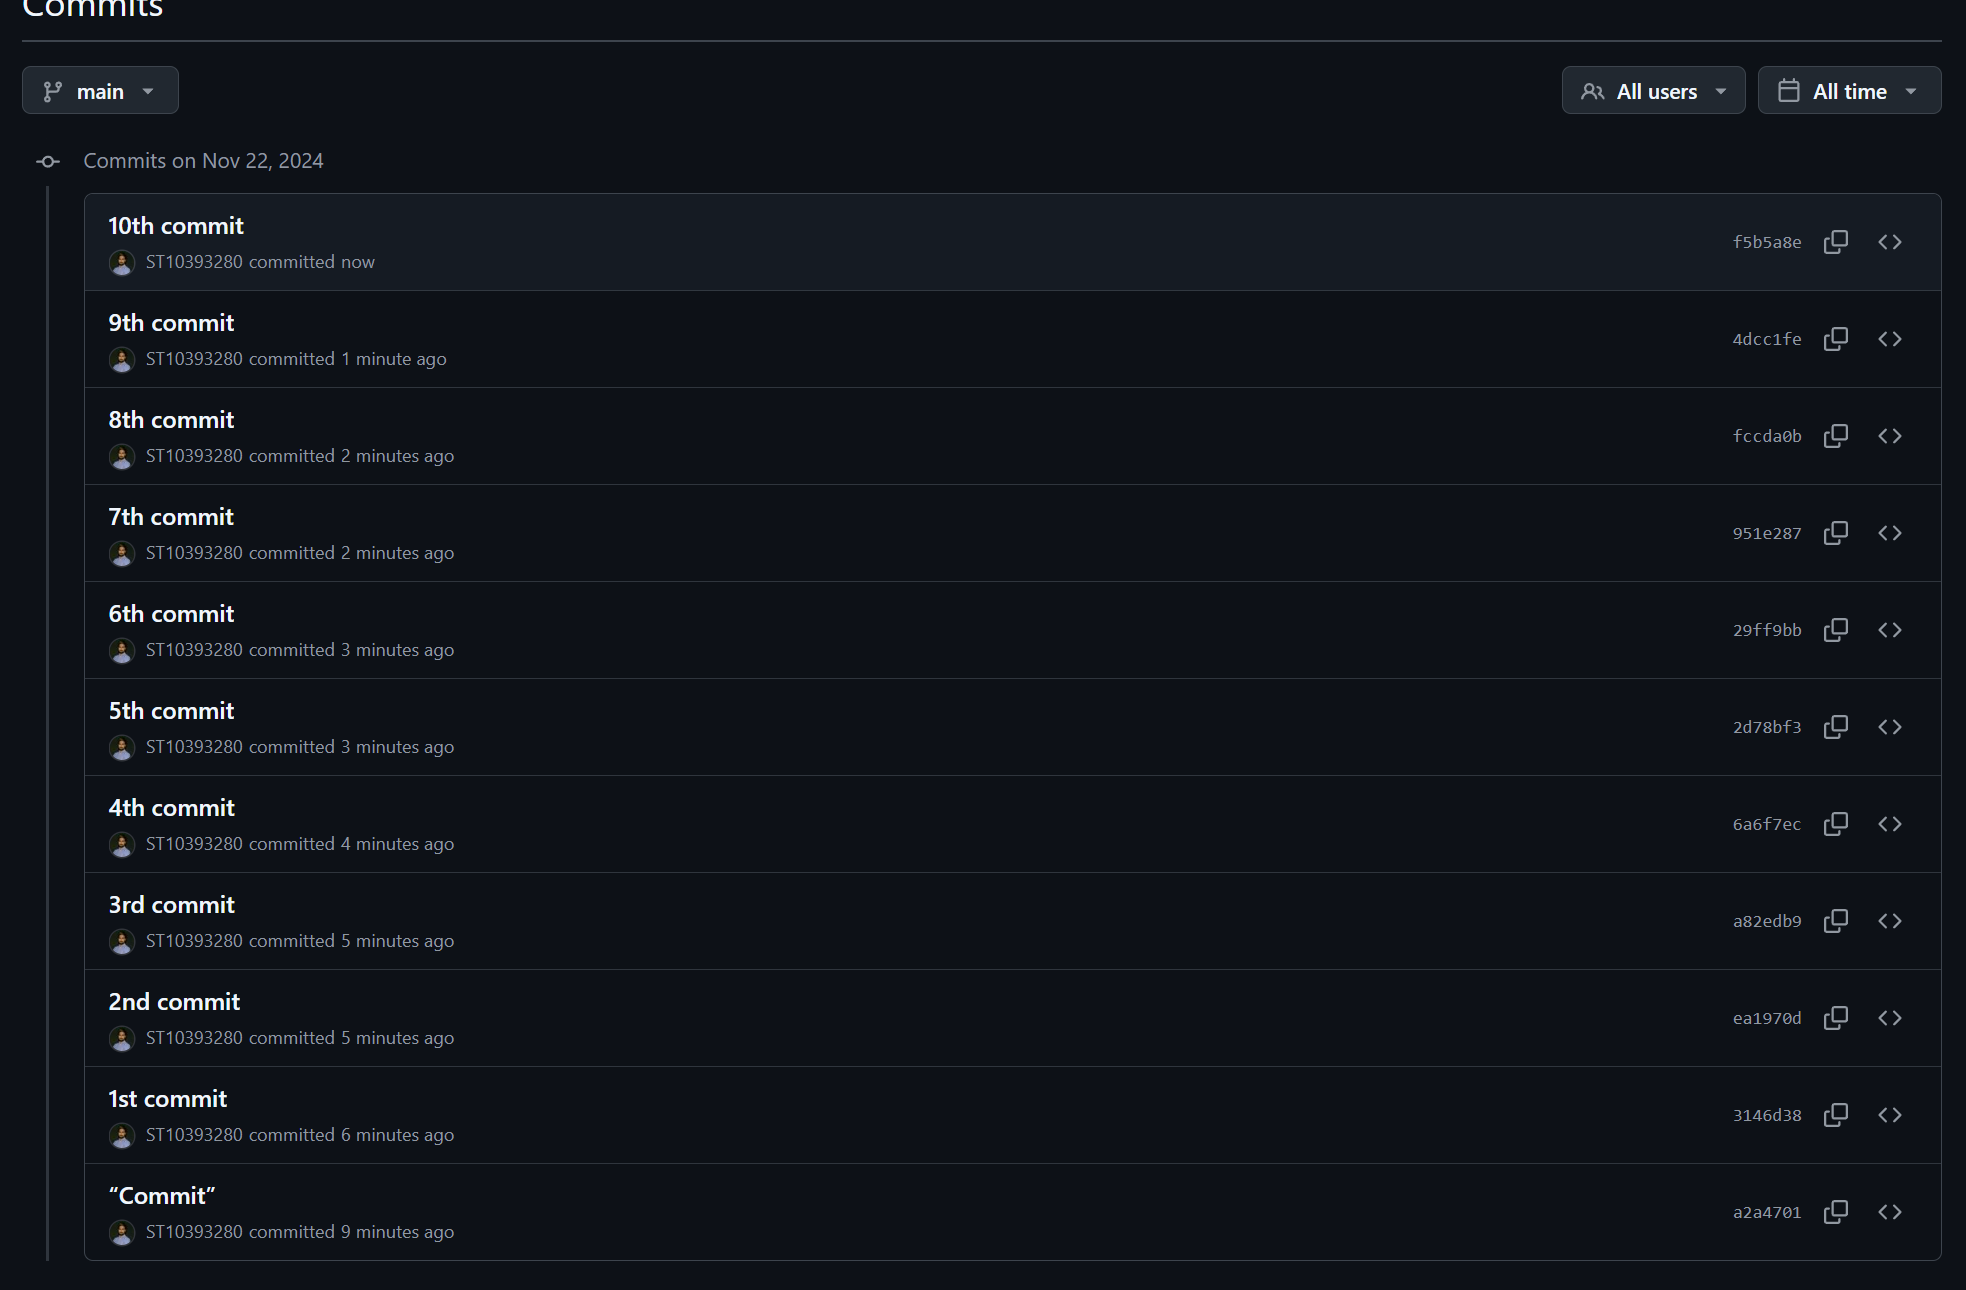 Commits
main
All users
All time
Commits on Nov 22, 2024
10th commit
ST10393280 committed now
f5b5a8e
9th commit
ST10393280 committed 1 minute ago
4dcc1fe
8th commit
ST10393280 committed 2 minutes ago
fccda0b
7th commit
ST10393280 committed 2 minutes ago
951e287
6th commit
ST10393280 committed 3 minutes ago
29ff9bb
5th commit
ST10393280 committed 3 minutes ago
2d78bf3
4th commit
ST10393280 committed 4 minutes ago
6a6f7ec
3rd commit
ST10393280 committed 5 minutes ago
a82edb9
2nd commit
ST10393280 committed 5 minutes ago
ea1970d
1st commit
ST10393280 committed 6 minutes ago
3146d38
“Commit”
ST10393280 committed 9 minutes ago
a2a4701